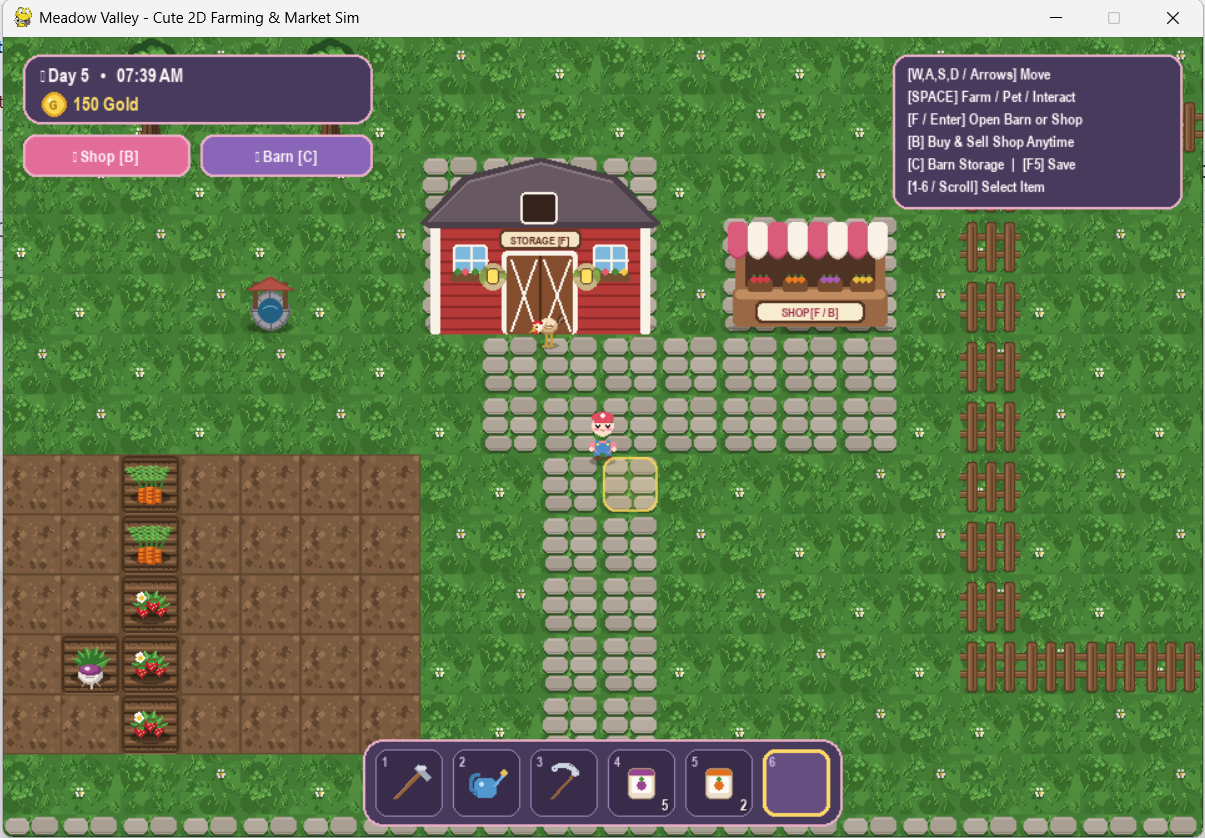 Meadow Valley - Cute 2D Farming & Market Sim
Day 5 • 07:39 AM
G 150 Gold
Shop [B]
Barn [C]
[W,A,S,D / Arrows] Move
[SPACE] Farm / Pet / Interact
[F / Enter] Open Barn or Shop
[B] Buy & Sell Shop Anytime
[C] Barn Storage | [F5] Save
[1-6 / Scroll] Select Item
STORAGE [F]
SHOP [F / B]
1
2
3
4
5
5
2
6